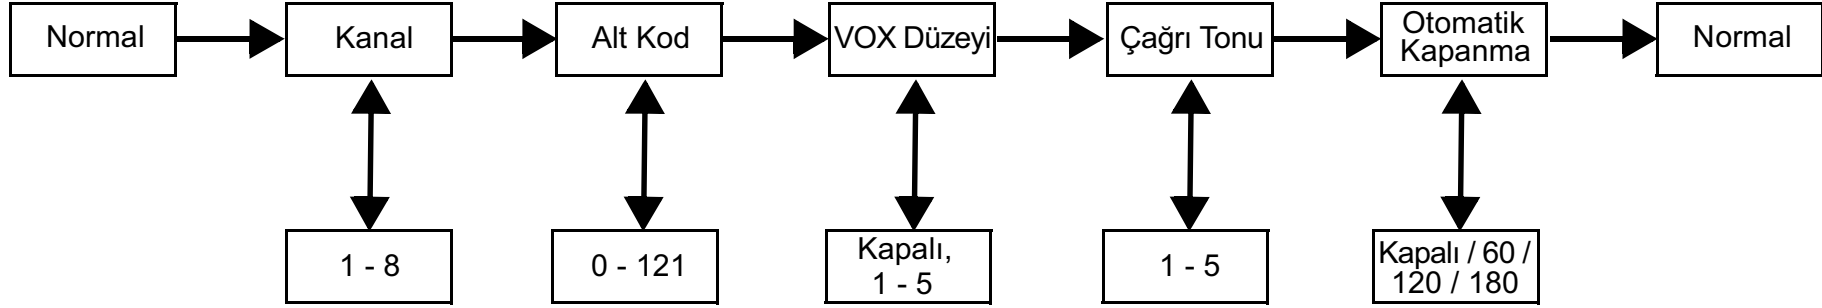 Normal
Kanal
Alt Kod
VOX Düzeyi
Çağrı Tonu
Otomatik
Kapanma
Normal
1 - 8
0 - 121
Kapalı,
1 - 5
1 - 5
Kapalı / 60 /
120 / 180